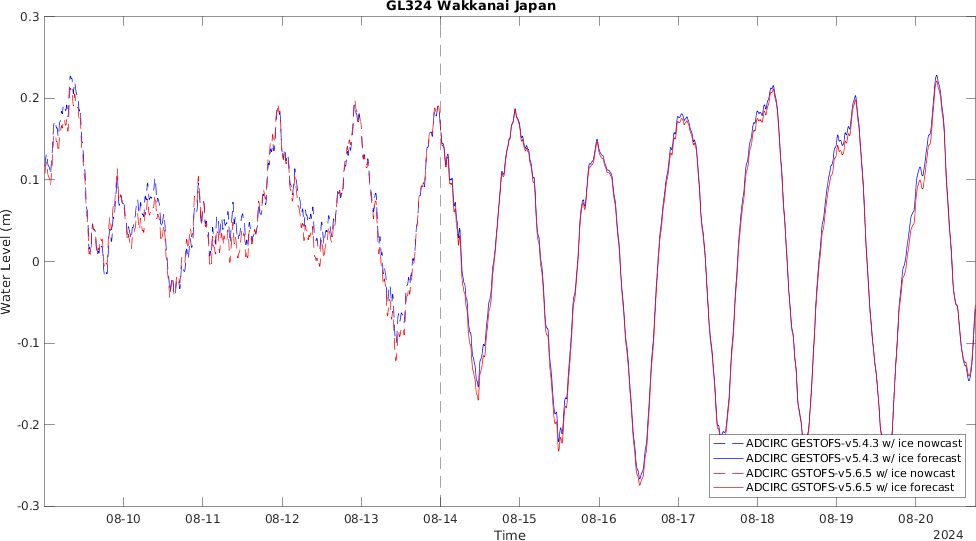 GL324 Wakkanai Japan
0.3
0.2
0.1
0
-0.1
-0.2
-0.3
Water Level (m)
ADCIRC GESTOFS-v5.4.3 w/ ice nowcast
ADCIRC GESTOFS-v5.4.3 w/ ice forecast
ADCIRC GSTOFS-v5.6.5 w/ ice nowcast
ADCIRC GSTOFS-v5.6.5 w/ ice forecast
08-10 08-11 08-12 08-13 08-14 08-15 08-16 08-17 08-18 08-19 08-20
Time
2024